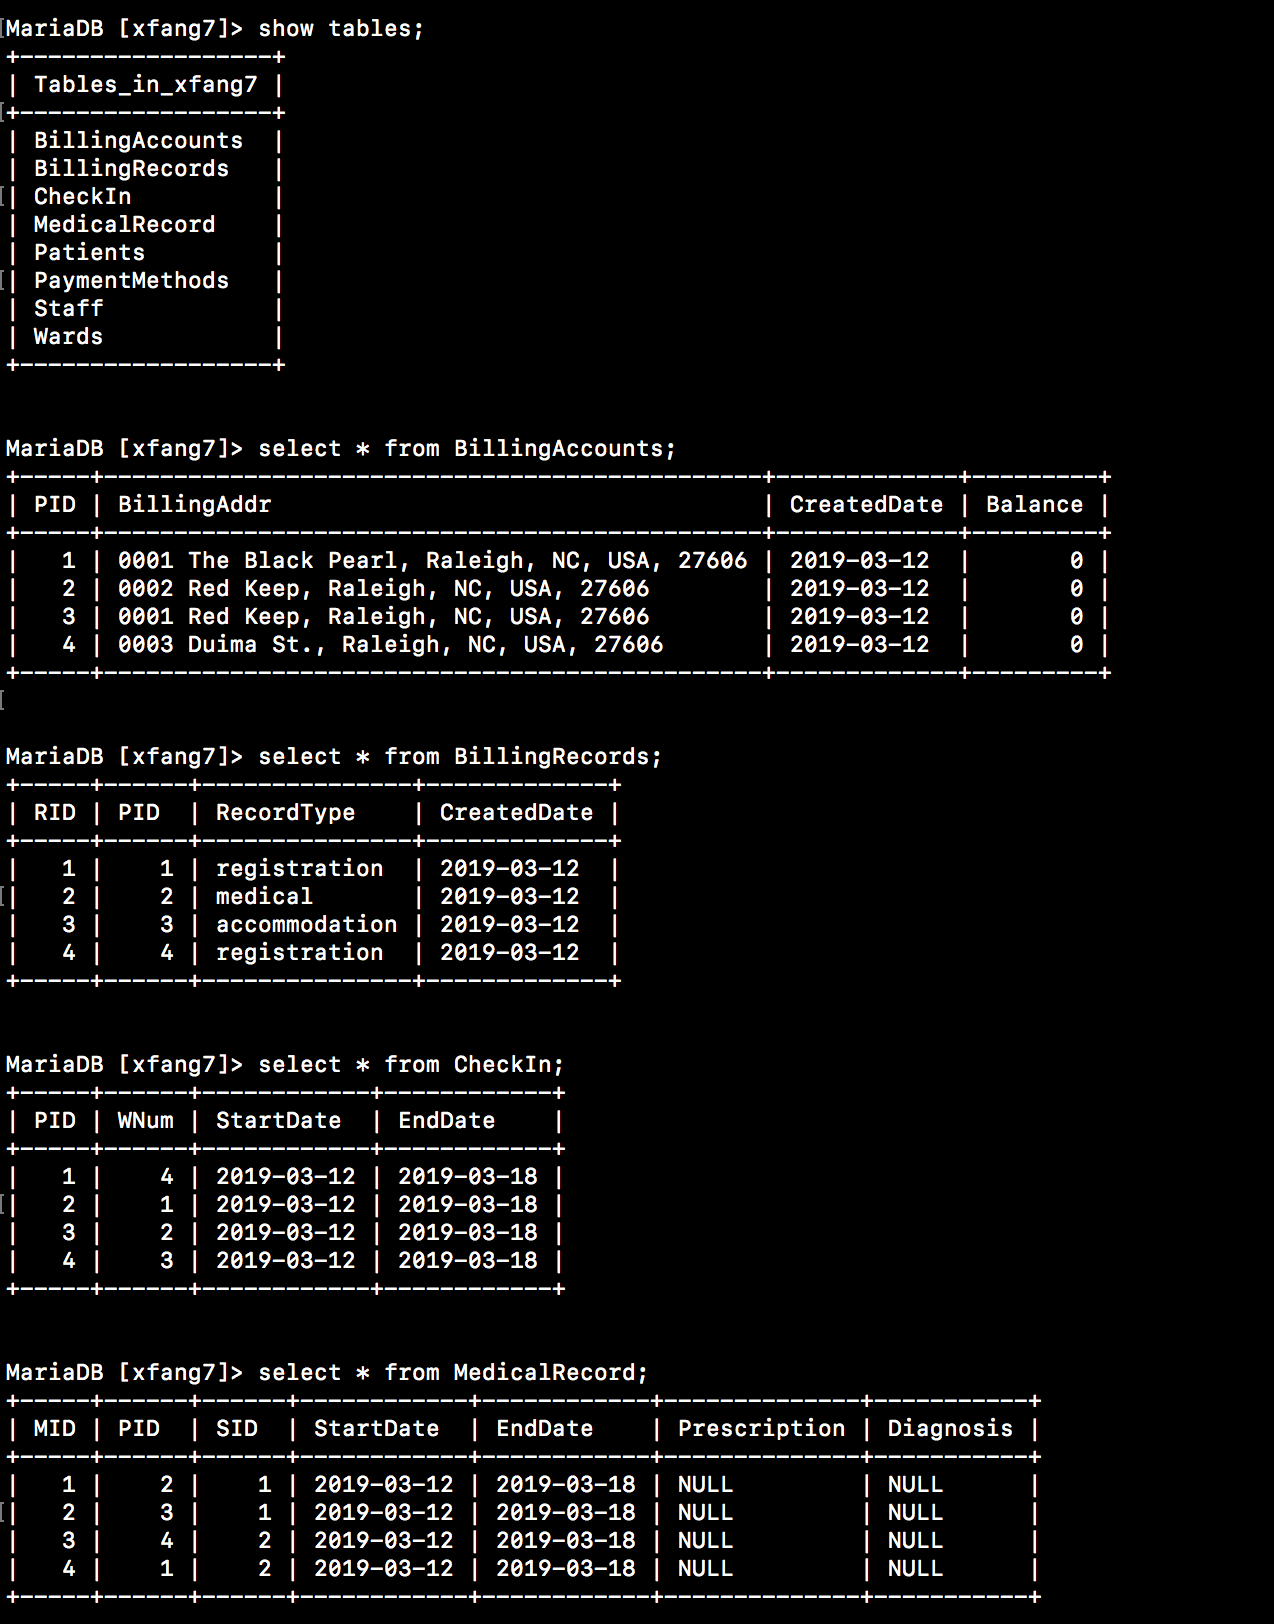 MariaDB [xfang7]> show tables;
+------------------+
| Tables_in_xfang7 |
+------------------+
| BillingAccounts  |
| BillingRecords   |
| CheckIn          |
| MedicalRecord    |
| Patients         |
| PaymentMethods   |
| Staff            |
| Wards            |
+------------------+
MariaDB [xfang7]> select * from BillingAccounts;
+-----+-----------------------------------------------+-------------+---------+
| PID | BillingAddr                                   | CreatedDate | Balance |
+-----+-----------------------------------------------+-------------+---------+
|   1 | 0001 The Black Pearl, Raleigh, NC, USA, 27606 | 2019-03-12  |       0 |
|   2 | 0002 Red Keep, Raleigh, NC, USA, 27606        | 2019-03-12  |       0 |
|   3 | 0001 Red Keep, Raleigh, NC, USA, 27606        | 2019-03-12  |       0 |
|   4 | 0003 Duima St., Raleigh, NC, USA, 27606       | 2019-03-12  |       0 |
+-----+-----------------------------------------------+-------------+---------+
MariaDB [xfang7]> select * from BillingRecords;
+-----+------+---------------+-------------+
| RID | PID  | RecordType    | CreatedDate |
+-----+------+---------------+-------------+
|   1 |    1 | registration  | 2019-03-12  |
|   2 |    2 | medical       | 2019-03-12  |
|   3 |    3 | accommodation | 2019-03-12  |
|   4 |    4 | registration  | 2019-03-12  |
+-----+------+---------------+-------------+
MariaDB [xfang7]> select * from CheckIn;
+-----+------+------------+------------+
| PID | WNum | StartDate  | EndDate    |
+-----+------+------------+------------+
|   1 |    4 | 2019-03-12 | 2019-03-18 |
|   2 |    1 | 2019-03-12 | 2019-03-18 |
|   3 |    2 | 2019-03-12 | 2019-03-18 |
|   4 |    3 | 2019-03-12 | 2019-03-18 |
+-----+------+------------+------------+
MariaDB [xfang7]> select * from MedicalRecord;
+-----+------+------+------------+------------+--------------+-----------+
| MID | PID  | SID  | StartDate  | EndDate    | Prescription | Diagnosis |
+-----+------+------+------------+------------+--------------+-----------+
|   1 |    2 |    1 | 2019-03-12 | 2019-03-18 | NULL         | NULL      |
|   2 |    3 |    1 | 2019-03-12 | 2019-03-18 | NULL         | NULL      |
|   3 |    4 |    2 | 2019-03-12 | 2019-03-18 | NULL         | NULL      |
|   4 |    1 |    2 | 2019-03-12 | 2019-03-18 | NULL         | NULL      |
+-----+------+------+------------+------------+--------------+-----------+